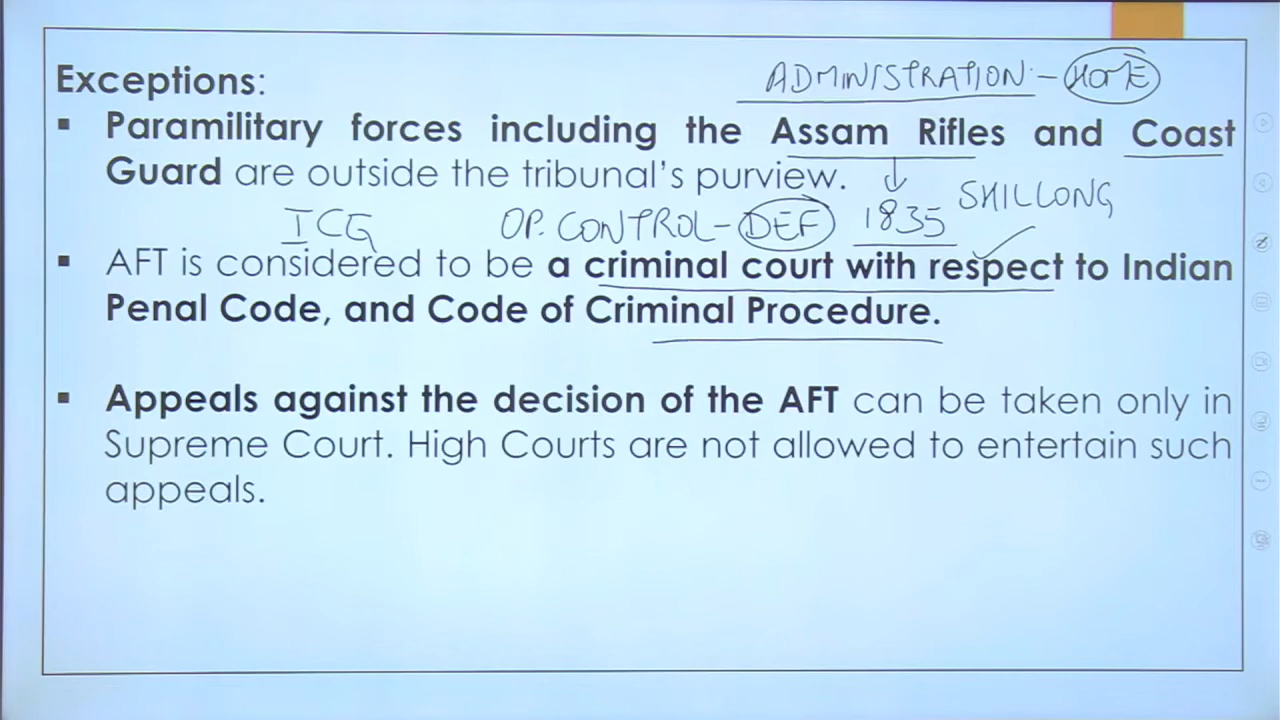 Exceptions:
ADMINISTRATION - HOME
▪ Paramilitary forces including the Assam Rifles and Coast
Guard are outside the tribunal's purview.
ICG OP. CONTROL - DEF 1835 SHILLONG
▪ AFT is considered to be a criminal court with respect to Indian
Penal Code, and Code of Criminal Procedure.
▪ Appeals against the decision of the AFT can be taken only in
Supreme Court. High Courts are not allowed to entertain such
appeals.